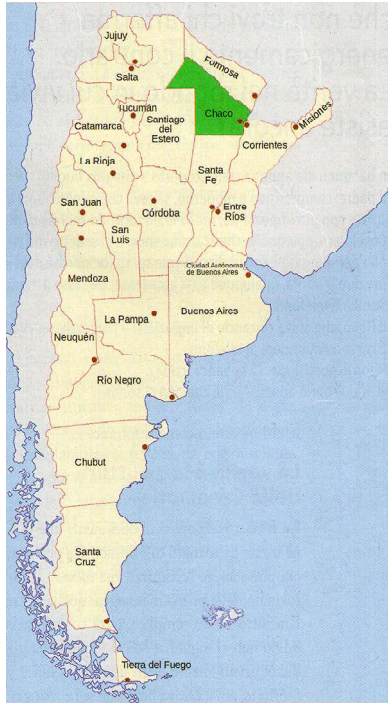 Jujuy
Salta
Formosa
Chaco
Tucumán
Santiago
del
Estero
Catamarca
Misiones
Corrientes
La Rioja
Santa
Fe
San Juan
Córdoba
Entre
Ríos
San
Luis
Mendoza
Ciudad Autónoma
de Buenos Aires
Buenos Aires
La Pampa
Neuquén
Río Negro
Chubut
Santa
Cruz
Tierra del Fuego